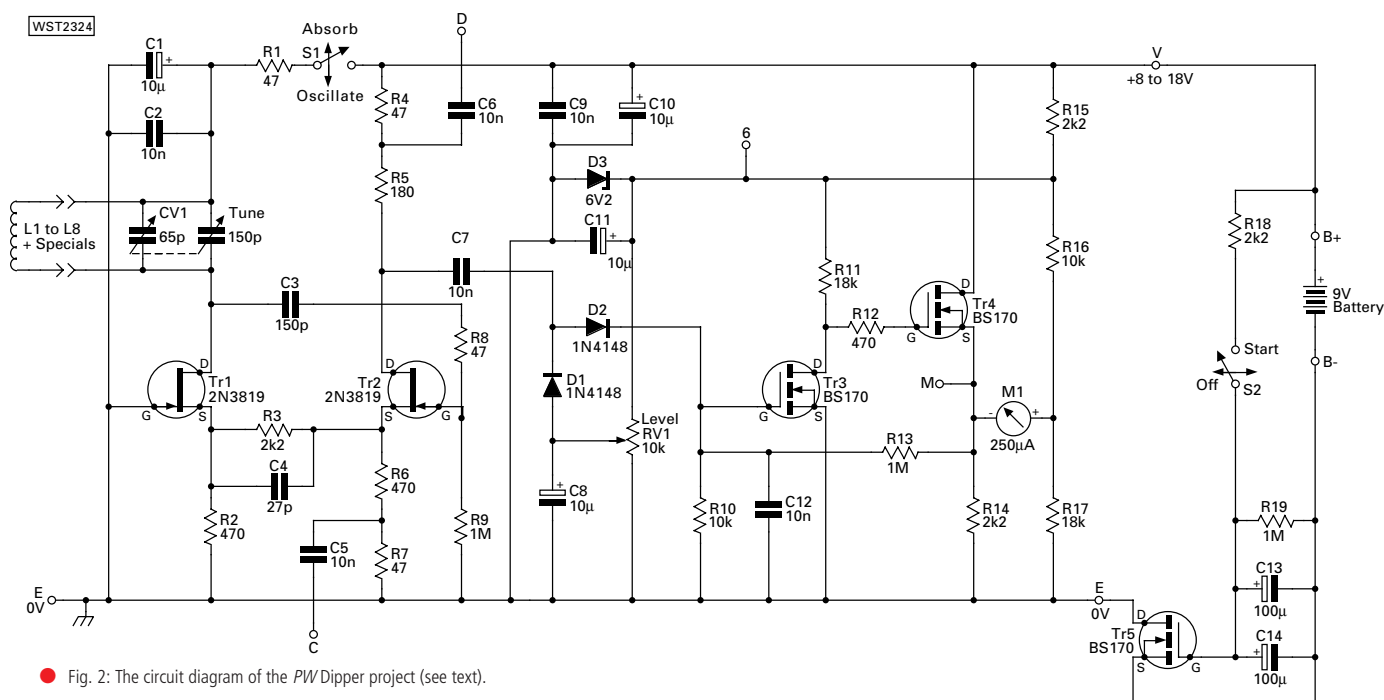 WST2324
C1
+
10µ
C2
10n
R1
47
Absorb
S1
Oscillate
D
R4
47
C6
10n
R5
180
C9
10n
+
C10
10µ
V
+8 to 18V
R15
2k2
6
D3
6V2
C11
+
10µ
L1 to L8
+ Specials
CV1
65p
Tune
150p
C3
150p
C7
10n
R8
47
D2
1N4148
D1
1N4148
Level
RV1
10k
R11
18k
R12
470
D
Tr4
BS170
G
S
R16
10k
R18
2k2
B+
+
9V
Battery
Start
B-
Off
S2
D
Tr1
2N3819
G
S
D
Tr2
2N3819
S
G
R3
2k2
C4
27p
R2
470
R6
470
C5
10n
R7
47
R9
1M
+
C8
10µ
D
Tr3
BS170
G
S
M
M1
-
+
250µA
R13
1M
R10
10k
C12
10n
R14
2k2
R17
18k
R19
1M
+
C13
100µ
+
C14
100µ
E
0V
C
E
0V
D
Tr5
BS170
S
G
Fig. 2: The circuit diagram of the PW Dipper project (see text).